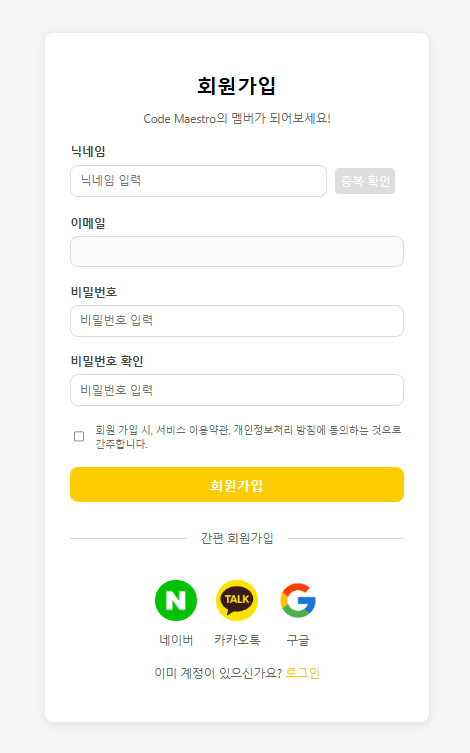 회원가입
Code Maestro의 멤버가 되어보세요!
닉네임
닉네임 입력
중복 확인
이메일
비밀번호
비밀번호 입력
비밀번호 확인
비밀번호 입력
회원 가입 시, 서비스 이용약관, 개인정보처리 방침에 동의하는 것으로
간주합니다.
회원가입
간편 회원가입
N TALK G
네이버 카카오톡 구글
이미 계정이 있으신가요? 로그인